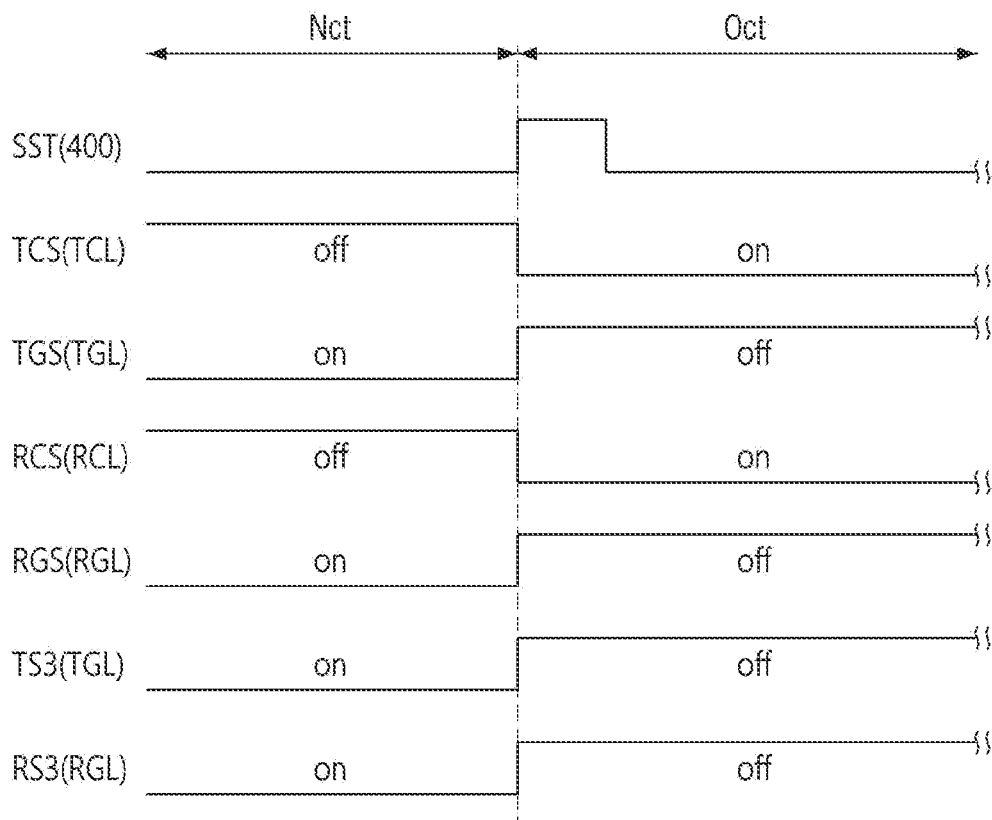 Nct Oct
SST(400)
TCS(TCL) off on
TGS(TGL) on off
RCS(RCL) off on
RGS(RGL) on off
TS3(TGL) on off
RS3(RGL) on off